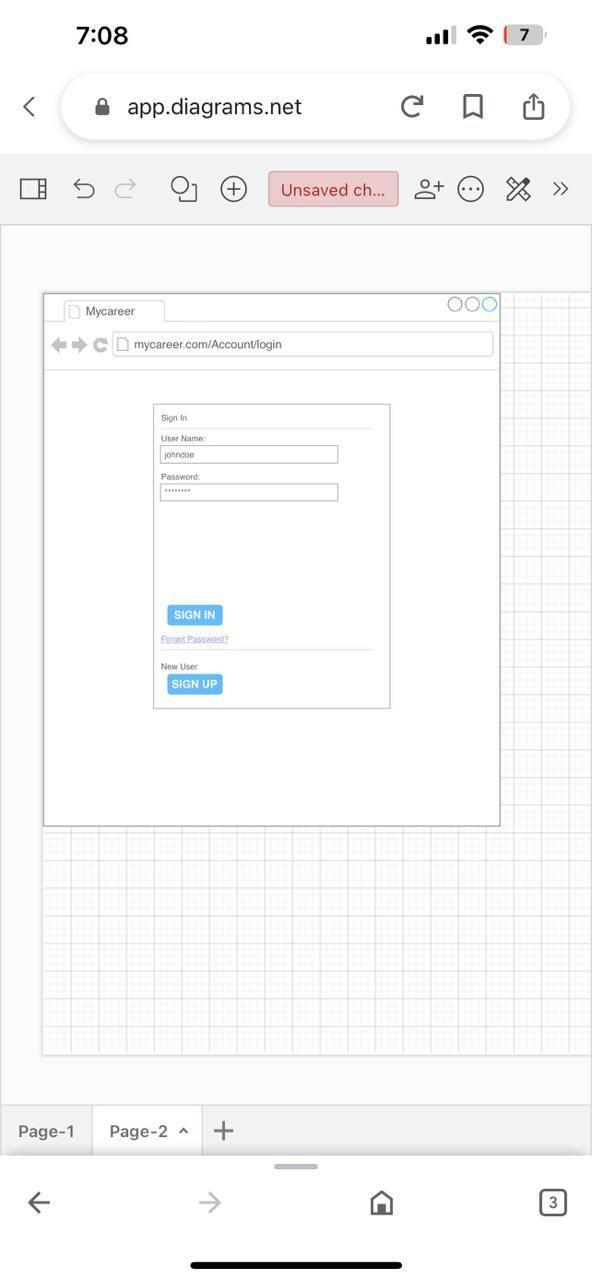 7:08
7
app.diagrams.net
Unsaved ch...
Mycareer
mycareer.com/Account/login
Sign In
User Name:
johndoe
Password:
********
SIGN IN
Forgot Password?
New User
SIGN UP
Page-1
Page-2
3